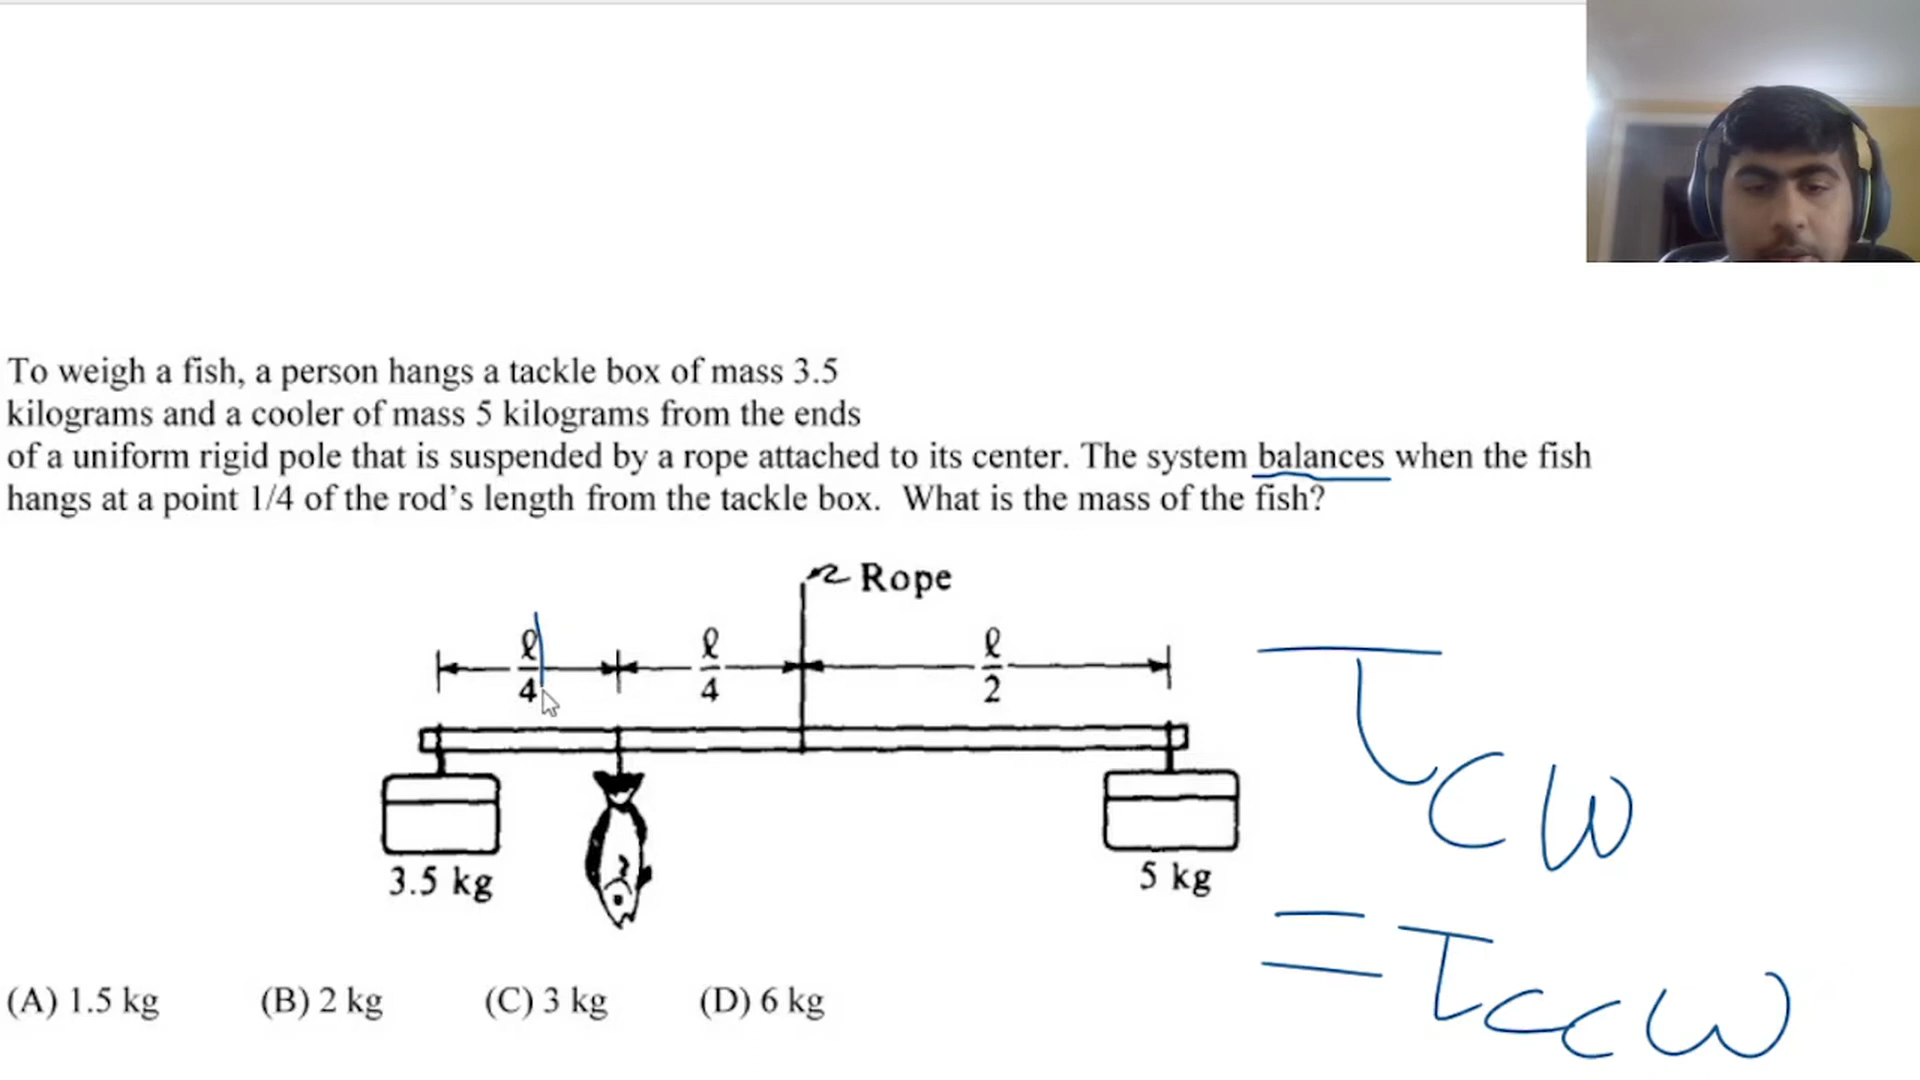 To weigh a fish, a person hangs a tackle box of mass 3.5
kilograms and a cooler of mass 5 kilograms from the ends
of a uniform rigid pole that is suspended by a rope attached to its center. The system balances when the fish
hangs at a point 1/4 of the rod's length from the tackle box. What is the mass of the fish?
Rope
ℓ/4 ℓ/4 ℓ/2
τCW
3.5 kg 5 kg
= τCCW
(A) 1.5 kg (B) 2 kg (C) 3 kg (D) 6 kg